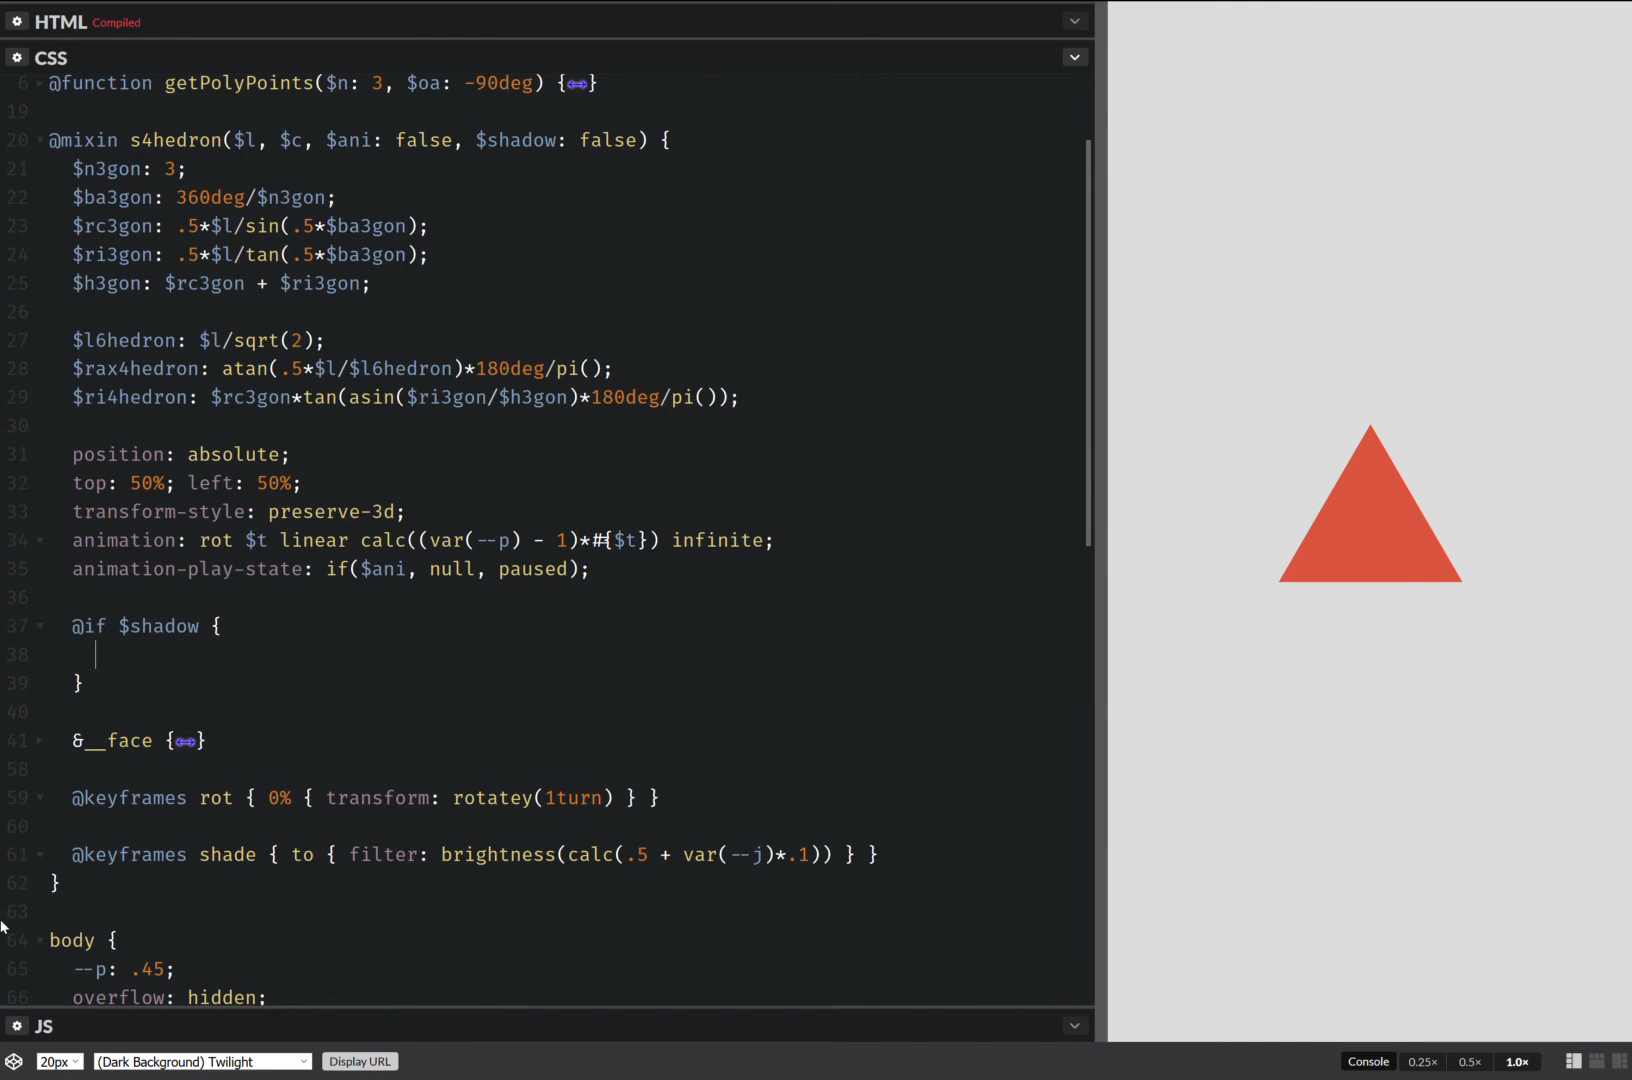 HTML Compiled
CSS
6 @function getPolyPoints($n: 3, $oa: -90deg) {↔}
19
20 @mixin s4hedron($l, $c, $ani: false, $shadow: false) {
21 $n3gon: 3;
22 $ba3gon: 360deg/$n3gon;
23 $rc3gon: .5*$l/sin(.5*$ba3gon);
24 $ri3gon: .5*$l/tan(.5*$ba3gon);
25 $h3gon: $rc3gon + $ri3gon;
26
27 $l6hedron: $l/sqrt(2);
28 $rax4hedron: atan(.5*$l/$l6hedron)*180deg/pi();
29 $ri4hedron: $rc3gon*tan(asin($ri3gon/$h3gon)*180deg/pi());
30
31 position: absolute;
32 top: 50%; left: 50%;
33 transform-style: preserve-3d;
34 animation: rot $t linear calc((var(--p) - 1)*#{$t}) infinite;
35 animation-play-state: if($ani, null, paused);
36
37 @if $shadow {
38
39 }
40
41 &__face {↔}
58
59 @keyframes rot { 0% { transform: rotatey(1turn) } }
60
61 @keyframes shade { to { filter: brightness(calc(.5 + var(--j)*.1)) } }
62 }
63
64 body {
65 --p: .45;
66 overflow: hidden;
JS
20px (Dark Background) Twilight Display URL Console 0.25× 0.5× 1.0×